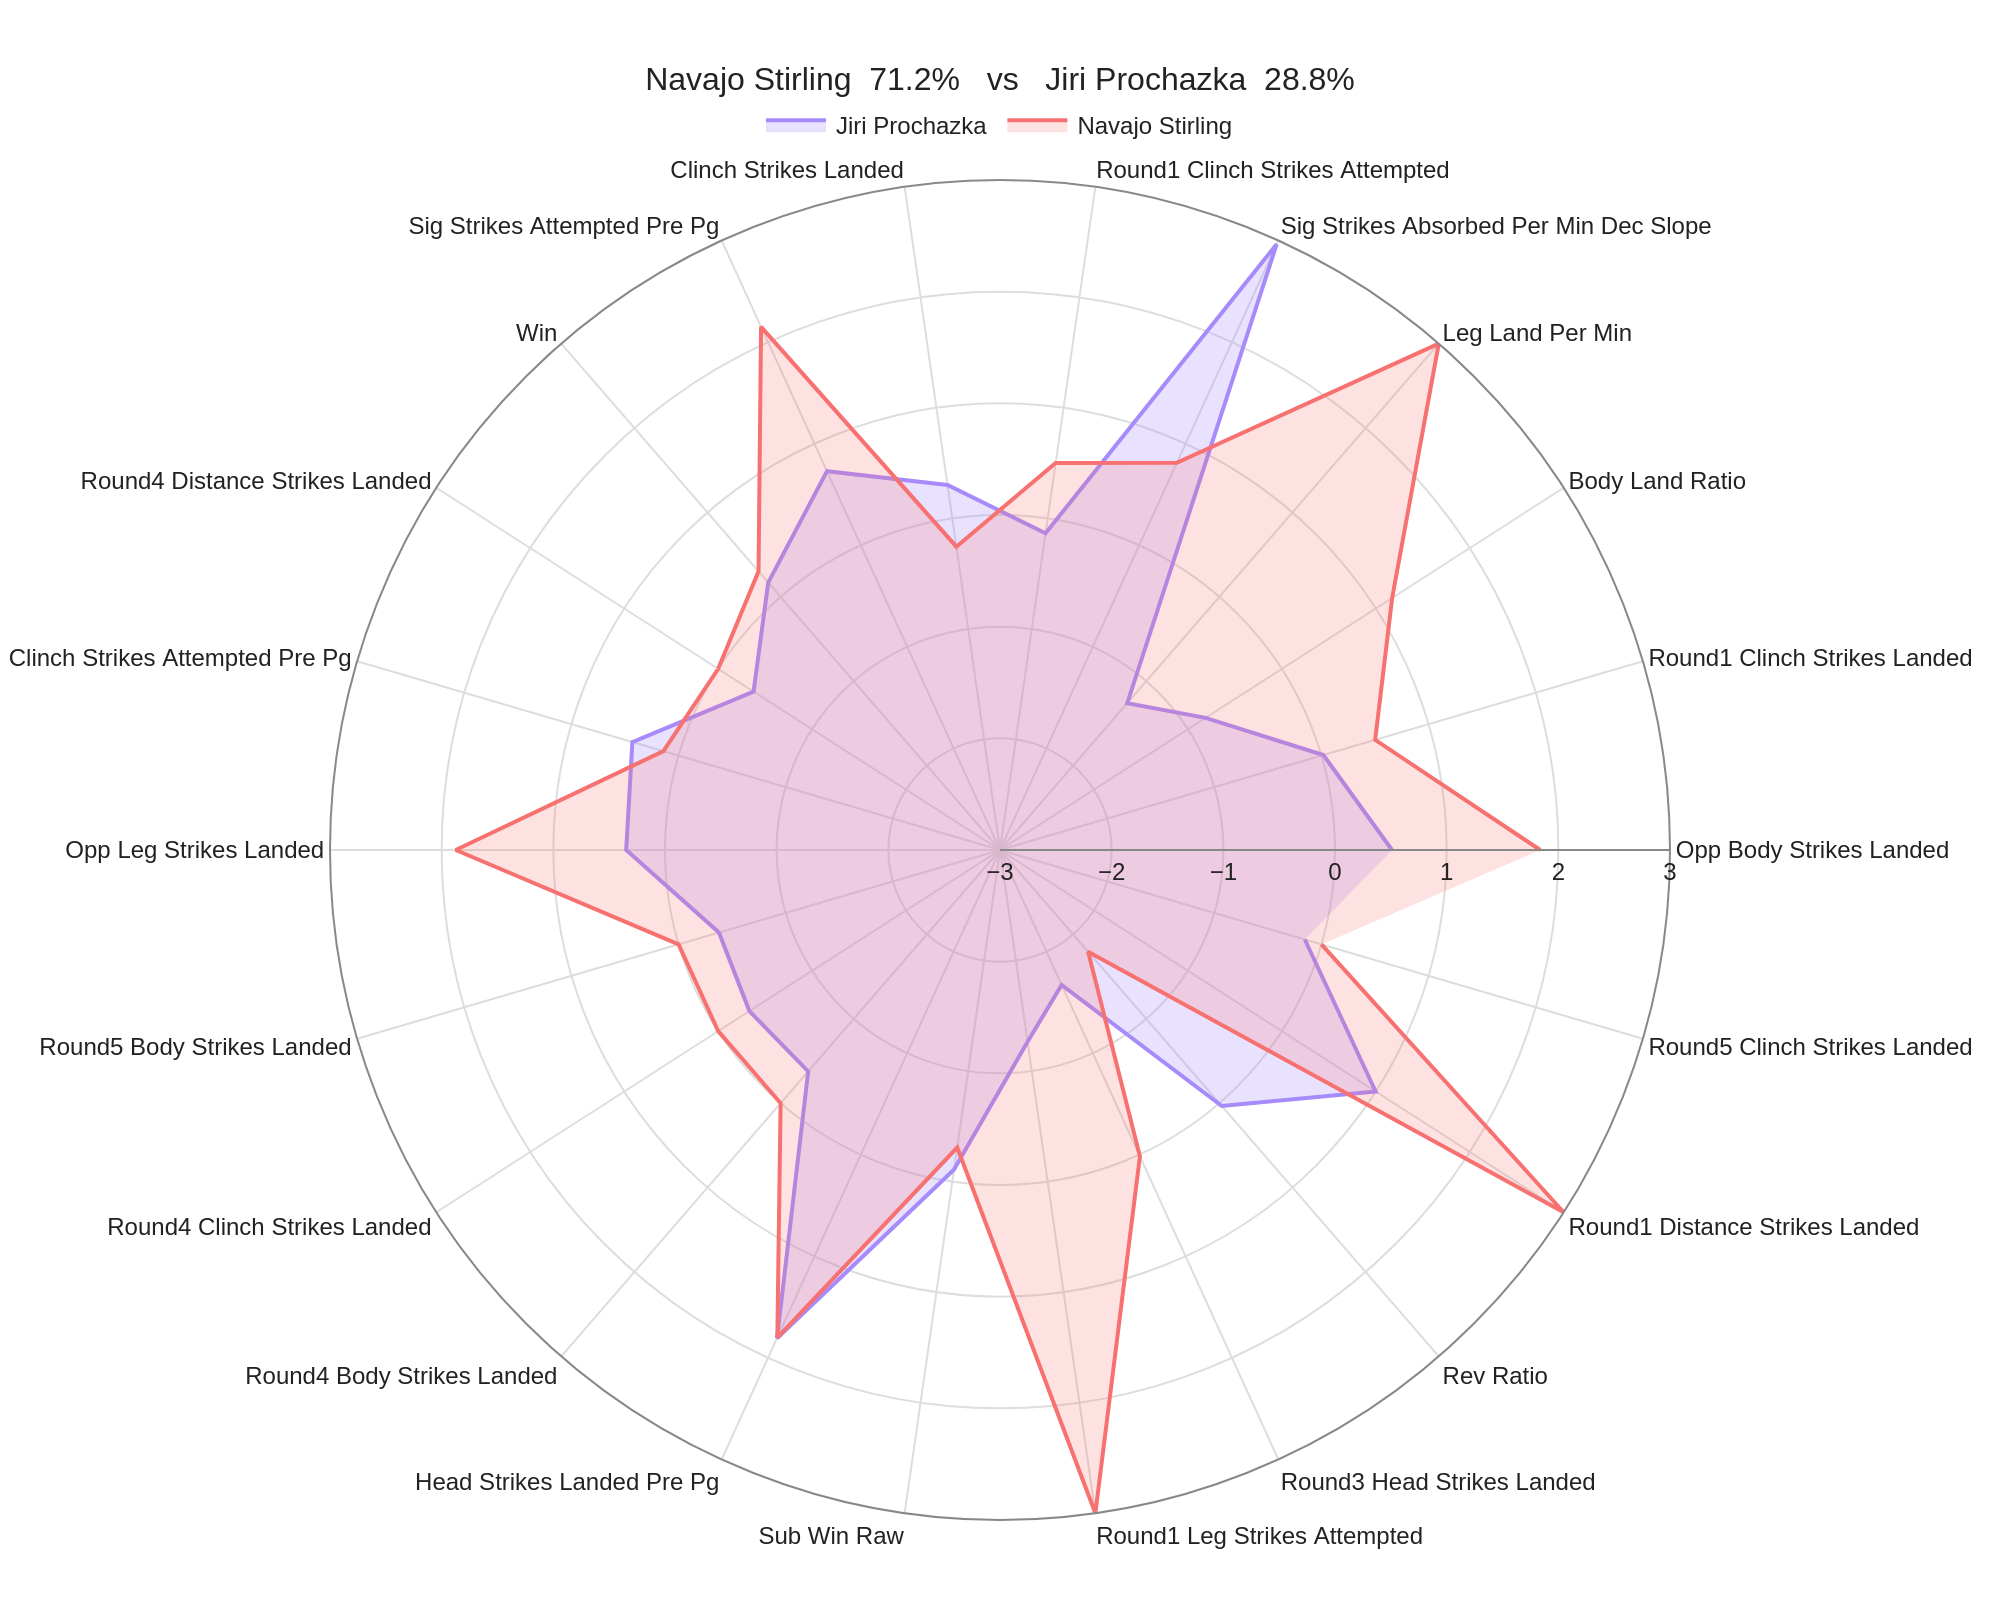 Navajo Stirling  71.2%   vs   Jiri Prochazka  28.8%
Jiri Prochazka
Navajo Stirling
Clinch Strikes Landed
Round1 Clinch Strikes Attempted
Sig Strikes Attempted Pre Pg
Sig Strikes Absorbed Per Min Dec Slope
Win
Leg Land Per Min
Round4 Distance Strikes Landed
Body Land Ratio
Clinch Strikes Attempted Pre Pg
Round1 Clinch Strikes Landed
Opp Leg Strikes Landed
Opp Body Strikes Landed
−3
−2
−1
0
1
2
3
Round5 Body Strikes Landed
Round5 Clinch Strikes Landed
Round4 Clinch Strikes Landed
Round1 Distance Strikes Landed
Round4 Body Strikes Landed
Rev Ratio
Head Strikes Landed Pre Pg
Round3 Head Strikes Landed
Sub Win Raw
Round1 Leg Strikes Attempted